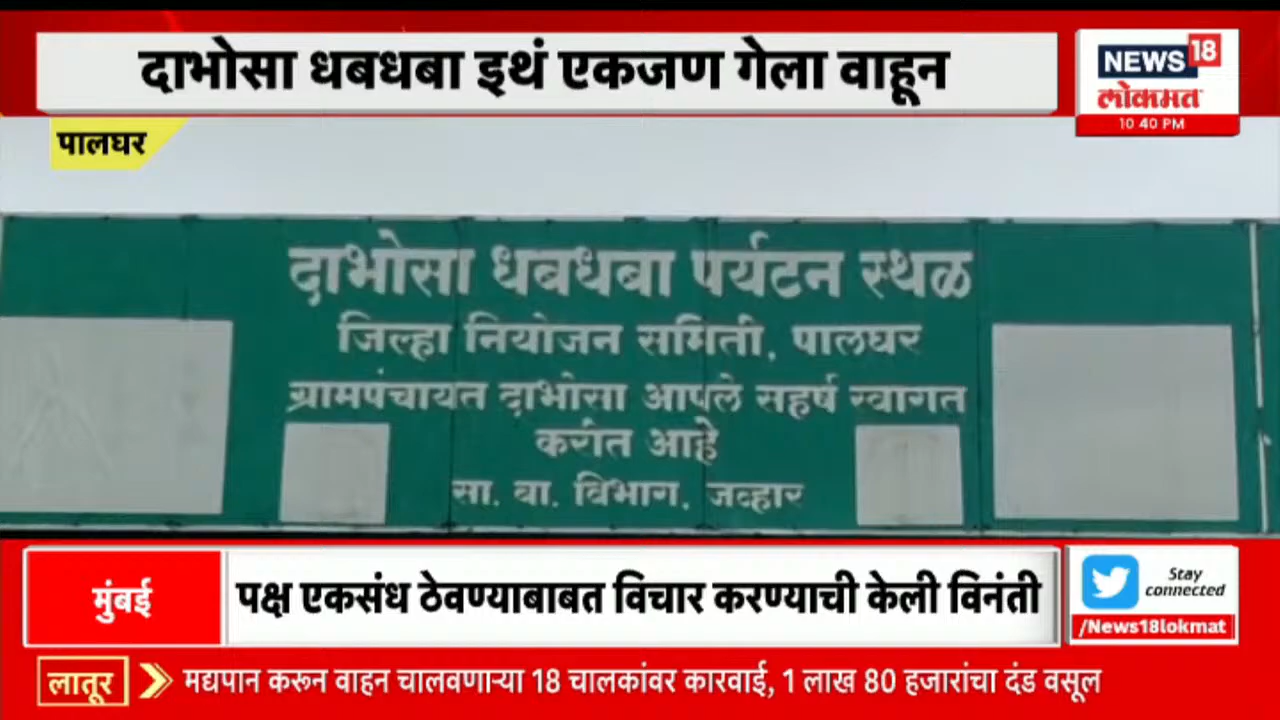 दाभोसा धबधबा इथं एकजण गेला वाहून
NEWS18
लोकमत
10 40 PM
पालघर
दाभोसा धबधबा पर्यटन स्थळ
जिल्हा नियोजन समिती, पालघर
ग्रामपंचायत दाभोसा आपले सहर्ष स्वागत
करीत आहे
सा. बा. विभाग, जव्हार
मुंबई
पक्ष एकसंध ठेवण्याबाबत विचार करण्याची केली विनंती
Stay
connected
/News18lokmat
लातूर
मद्यपान करून वाहन चालवणाऱ्या 18 चालकांवर कारवाई, 1 लाख 80 हजारांचा दंड वसूल